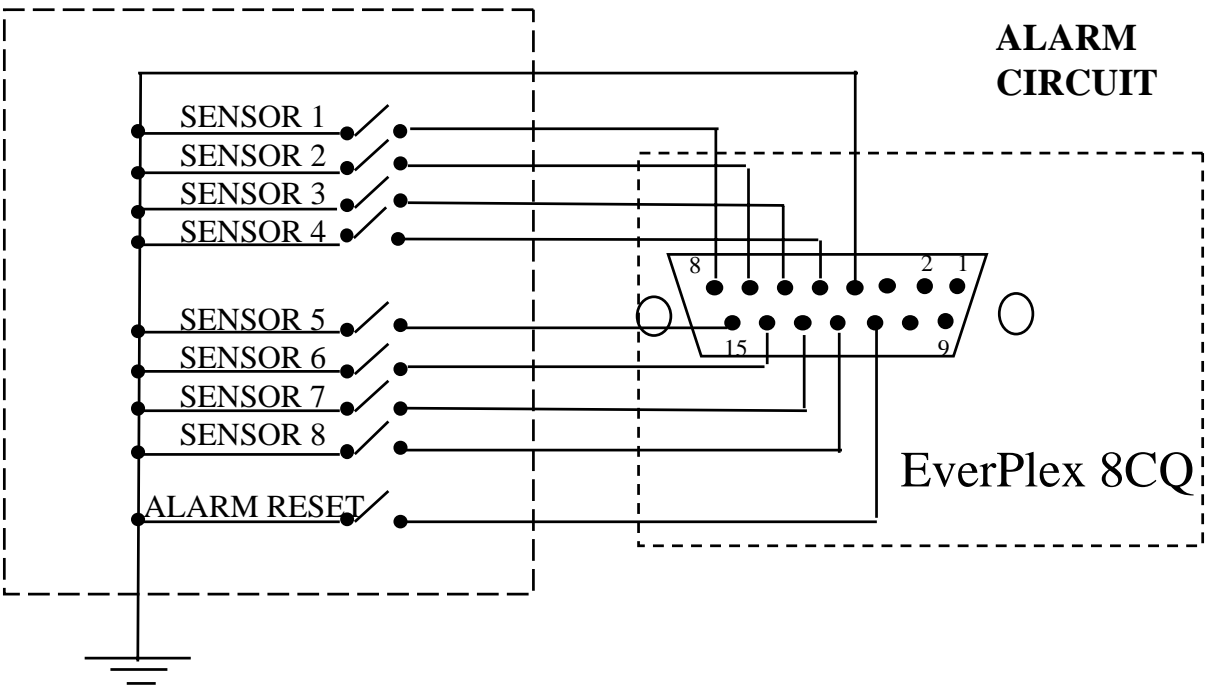 ALARM
CIRCUIT
SENSOR 1
SENSOR 2
SENSOR 3
SENSOR 4
8
2 1
SENSOR 5
SENSOR 6
15
9
SENSOR 7
SENSOR 8
EverPlex 8CQ
ALARM RESET